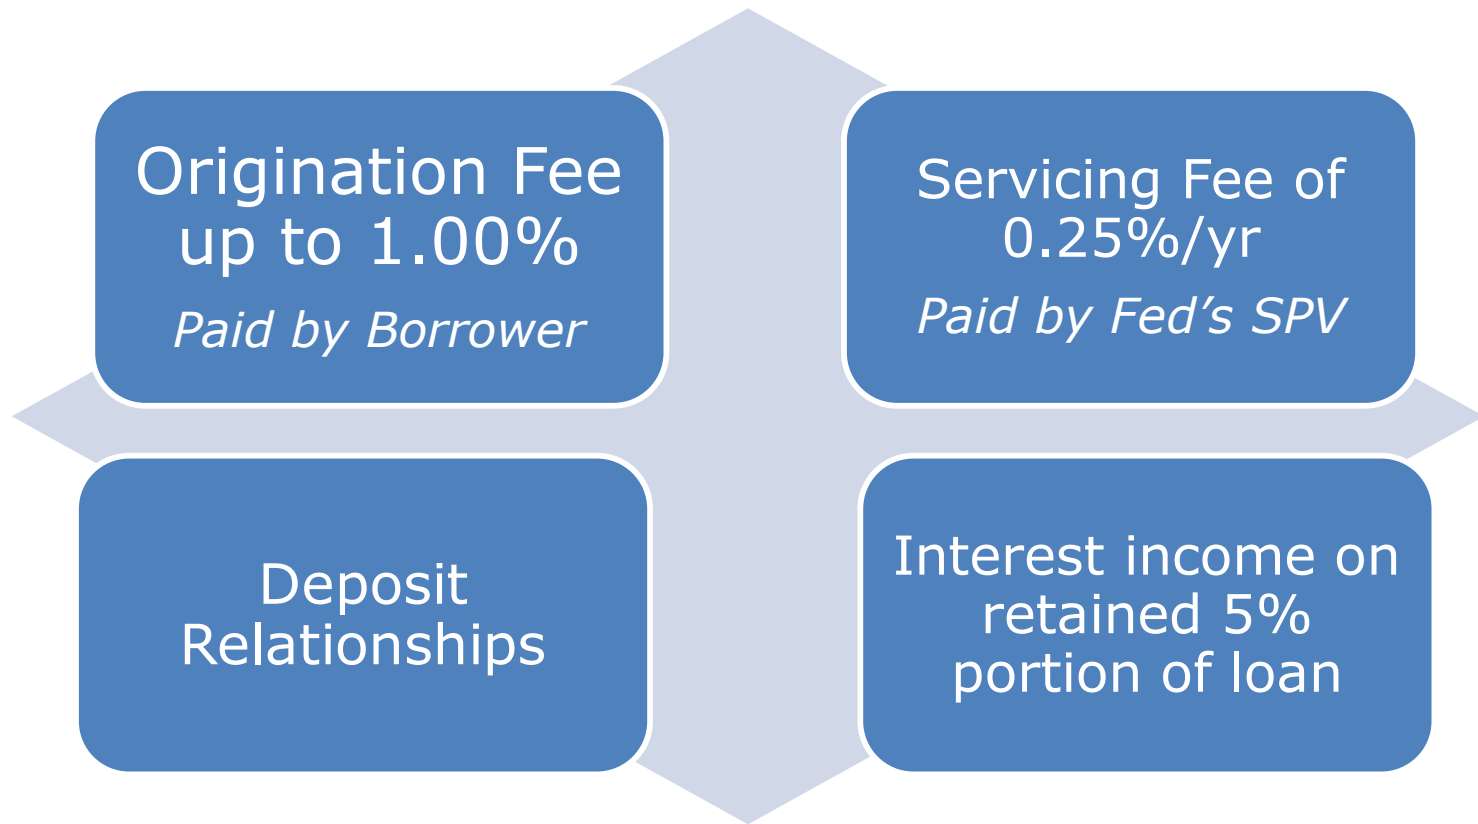 Origination Fee
up to 1.00%
Paid by Borrower
Servicing Fee of
0.25%/yr
Paid by Fed’s SPV
Deposit
Relationships
Interest income on
retained 5%
portion of loan